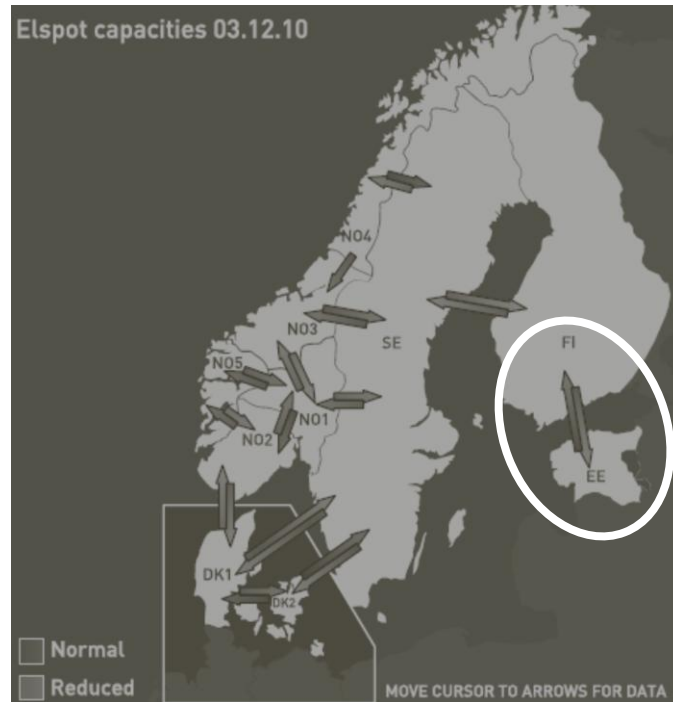 Elspot capacities 03.12.10
NO4
NO3
SE
FI
NO5
NO1
NO2
EE
DK1
DK2
Normal
Reduced
MOVE CURSOR TO ARROWS FOR DATA